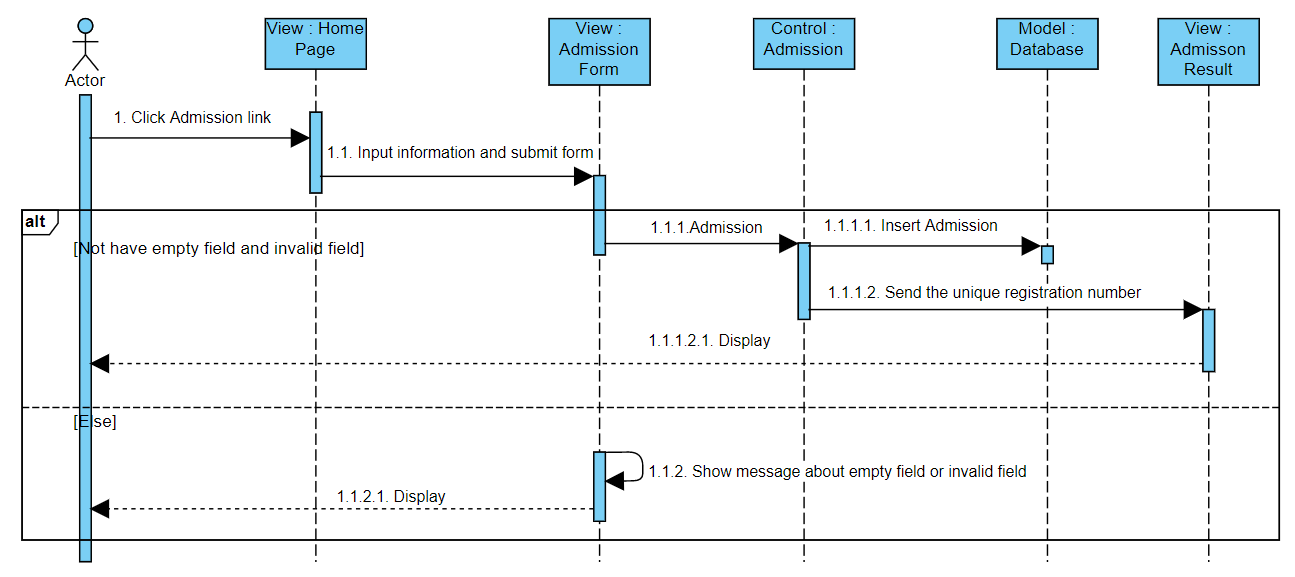 View : Home
Page
View :
Admission
Form
Control :
Admission
Model :
Database
View :
Admisson
Result
Actor
1. Click Admission link
1.1. Input information and submit form
alt
[Not have empty field and invalid field]
1.1.1.Admission
1.1.1.1. Insert Admission
1.1.1.2. Send the unique registration number
1.1.1.2.1. Display
[Else]
1.1.2. Show message about empty field or invalid field
1.1.2.1. Display